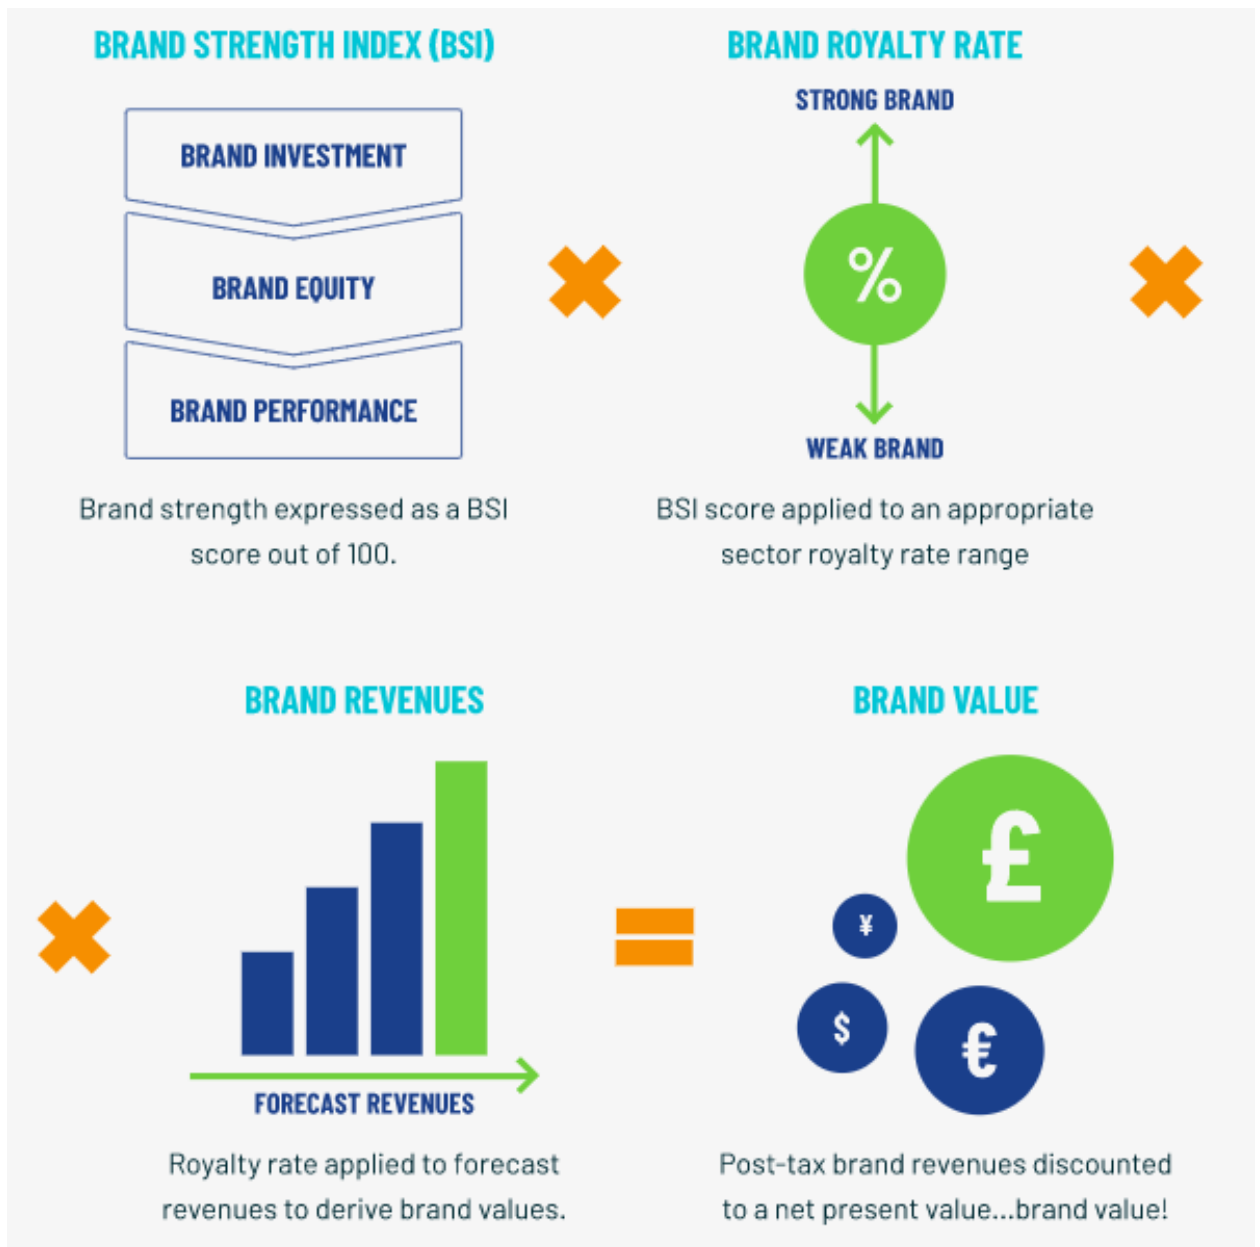 BRAND STRENGTH INDEX (BSI)
BRAND INVESTMENT
BRAND EQUITY
BRAND PERFORMANCE
Brand strength expressed as a BSI
score out of 100.
BRAND ROYALTY RATE
STRONG BRAND
%
WEAK BRAND
BSI score applied to an appropriate
sector royalty rate range
BRAND REVENUES
FORECAST REVENUES
Royalty rate applied to forecast
revenues to derive brand values.
BRAND VALUE
£
¥
$
€
Post-tax brand revenues discounted
to a net present value...brand value!